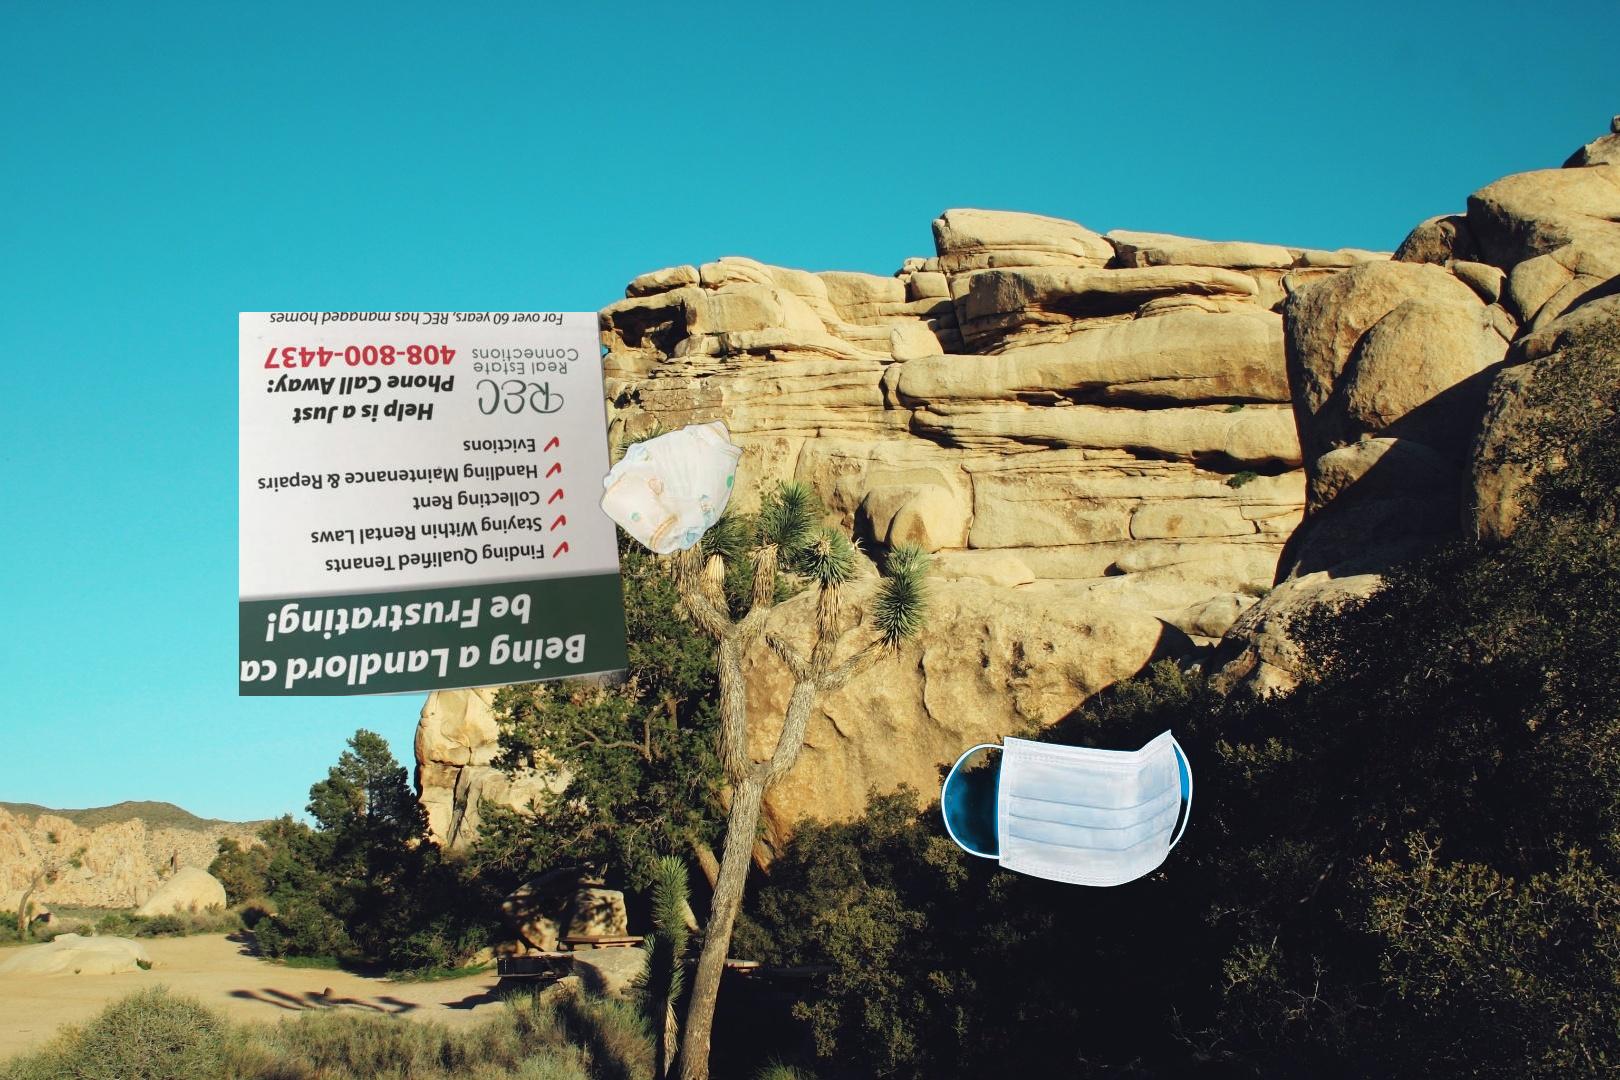 Being a Landlord ca
be Frustrating!
✓ Finding Qualified Tenants
✓ Staying Within Rental Laws
✓ Collecting Rent
✓ Handling Maintenance & Repairs
✓ Evictions
REC
Real Estate
Connections
Help is a Just
Phone Call Away:
408-800-4437
For over 60 years, REC has managed homes